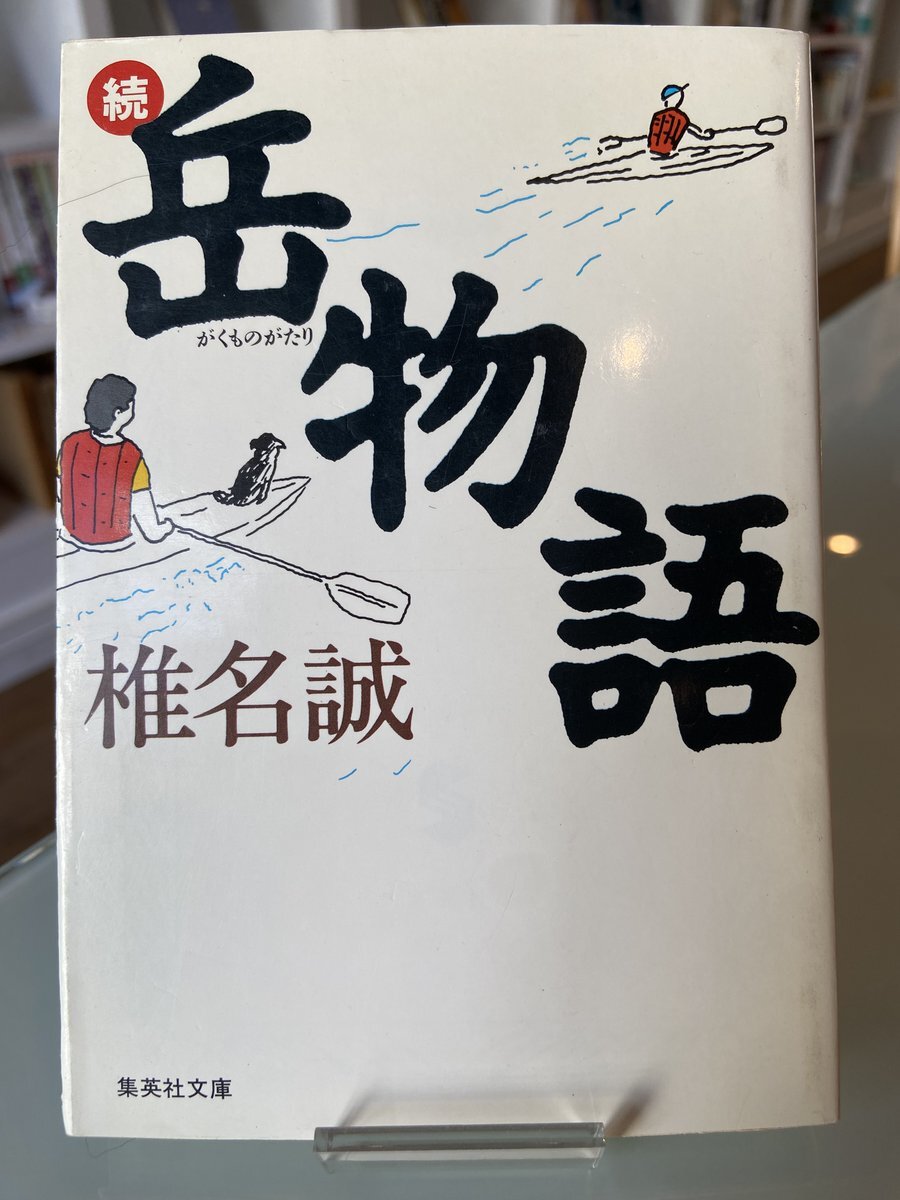 続
岳物語
がくものがたり
椎名誠
集英社文庫